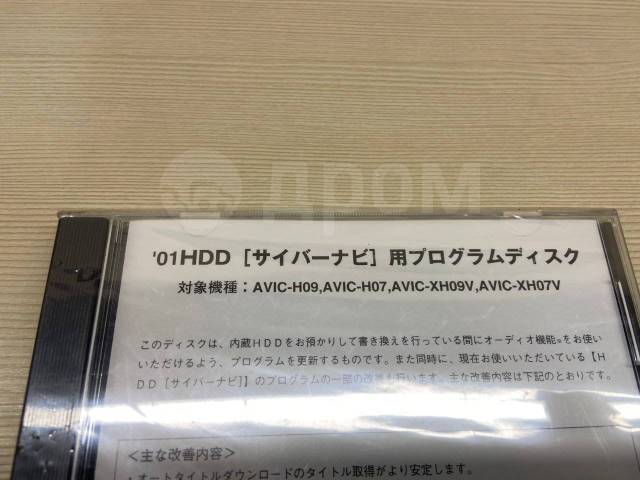 ДРОМ
'01HDD［サイバーナビ］用プログラムディスク
対象機種：AVIC-H09,AVIC-H07,AVIC-XH09V,AVIC-XH07V
このディスクは、内蔵HDDをお預かりして書き換えを行っている間にオーディオ機能※をお使い
いただけるよう、プログラムを更新するものです。また同時に、現在お使いいただいている【H
DD［サイバーナビ］】のプログラムの一部の改善も行います。主な改善内容は下記のとおりです。
＜主な改善内容＞
・オートタイトルダウンロードのタイトル取得がより安定します。